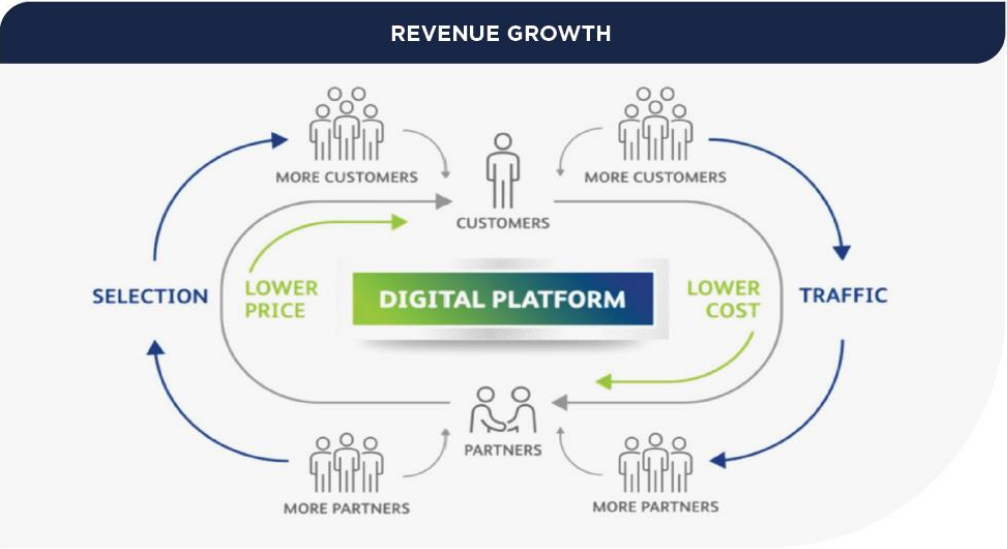 REVENUE GROWTH
MORE CUSTOMERS
MORE CUSTOMERS
CUSTOMERS
SELECTION
LOWER
PRICE
DIGITAL PLATFORM
LOWER
COST
TRAFFIC
PARTNERS
MORE PARTNERS
MORE PARTNERS